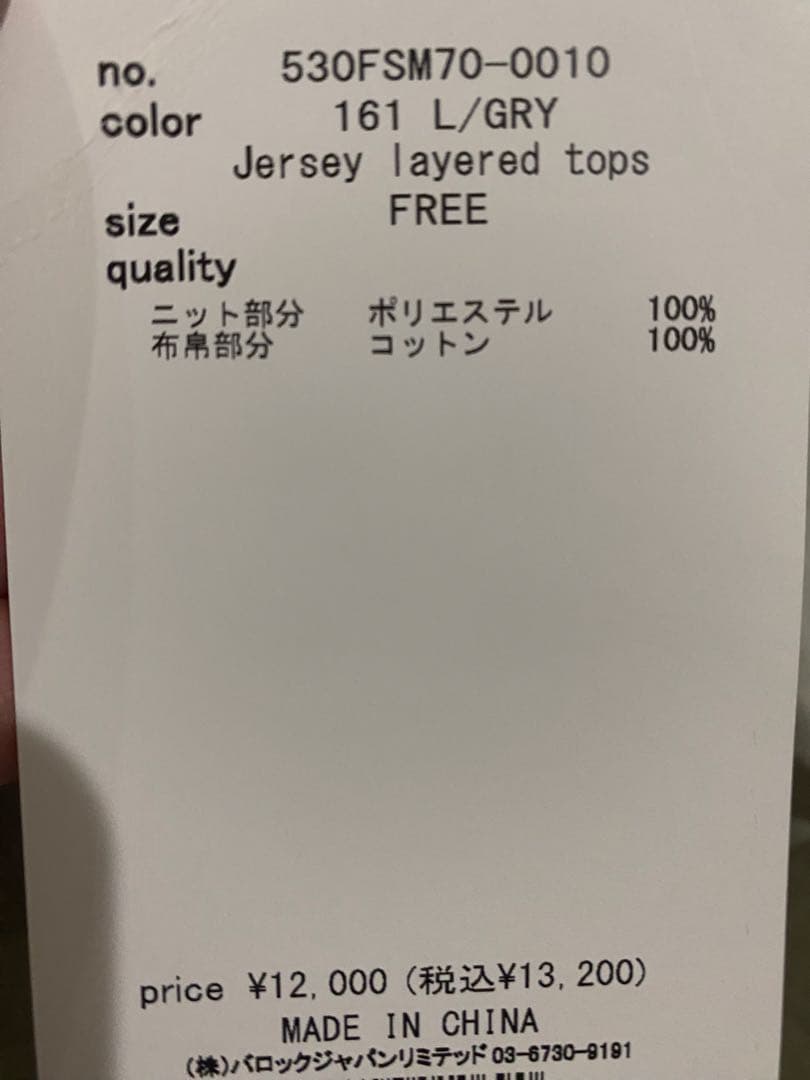 no. 530FSM70-0010
color 161 L/GRY
Jersey layered tops
size FREE
quality
ニット部分 ポリエステル 100%
布帛部分 コットン 100%
price ¥12,000 (税込¥13,200)
MADE IN CHINA
(株)バロックジャパンリミテッド 03-6730-9191